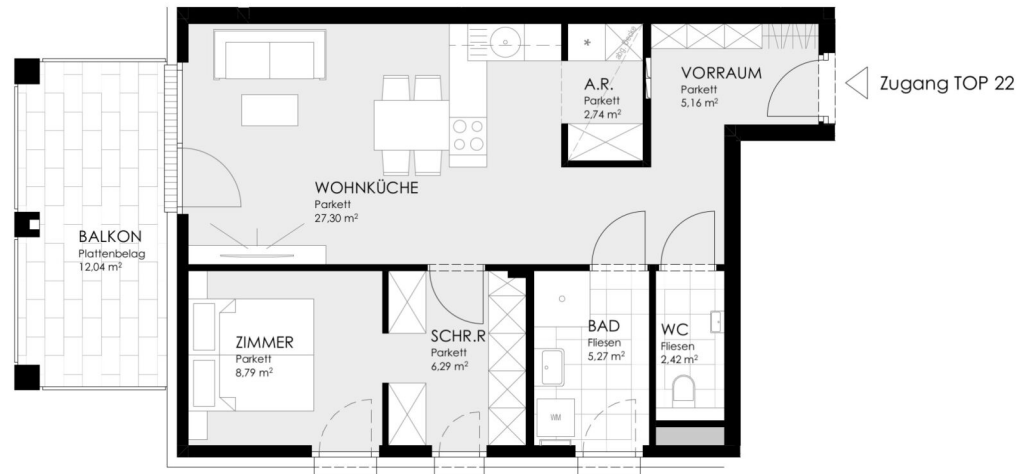 VORRAUM
Parkett
5,16 m²
Zugang TOP 22
*
abg. Decke
A.R.
Parkett
2,74 m²
WOHNKÜCHE
Parkett
27,30 m²
BALKON
Plattenbelag
12,04 m²
ZIMMER
Parkett
8,79 m²
SCHR.R
Parkett
6,29 m²
BAD
Fliesen
5,27 m²
WC
Fliesen
2,42 m²
WM